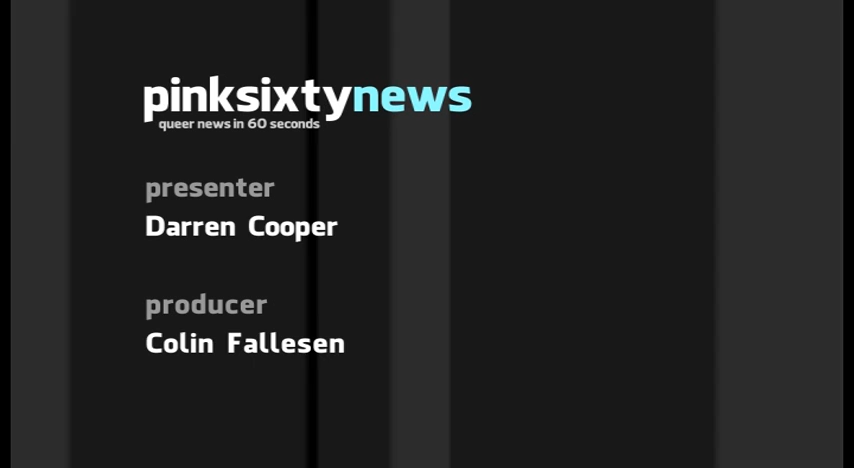 pinksixtynews
queer news in 60 seconds
presenter
Darren Cooper
producer
Colin Fallesen